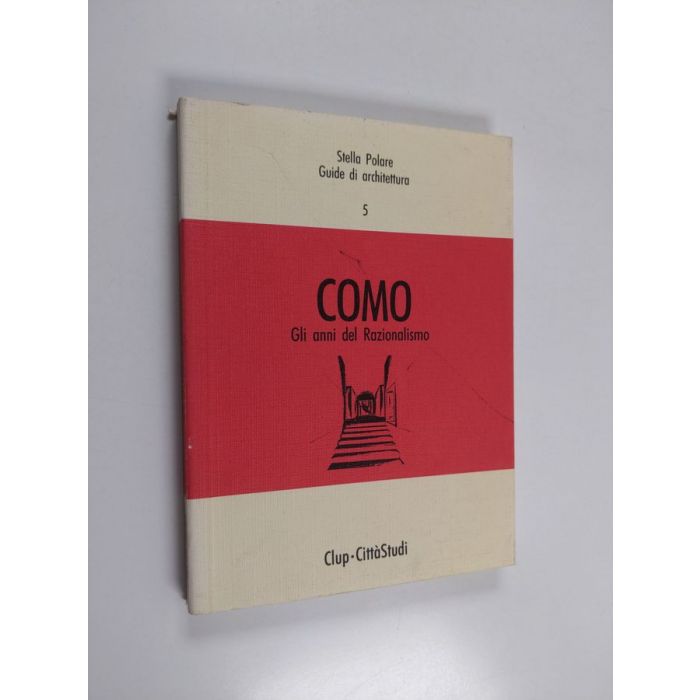 Stella Polare
Guide di architettura
5
COMO
Gli anni del Razionalismo
Clup·CittàStudi